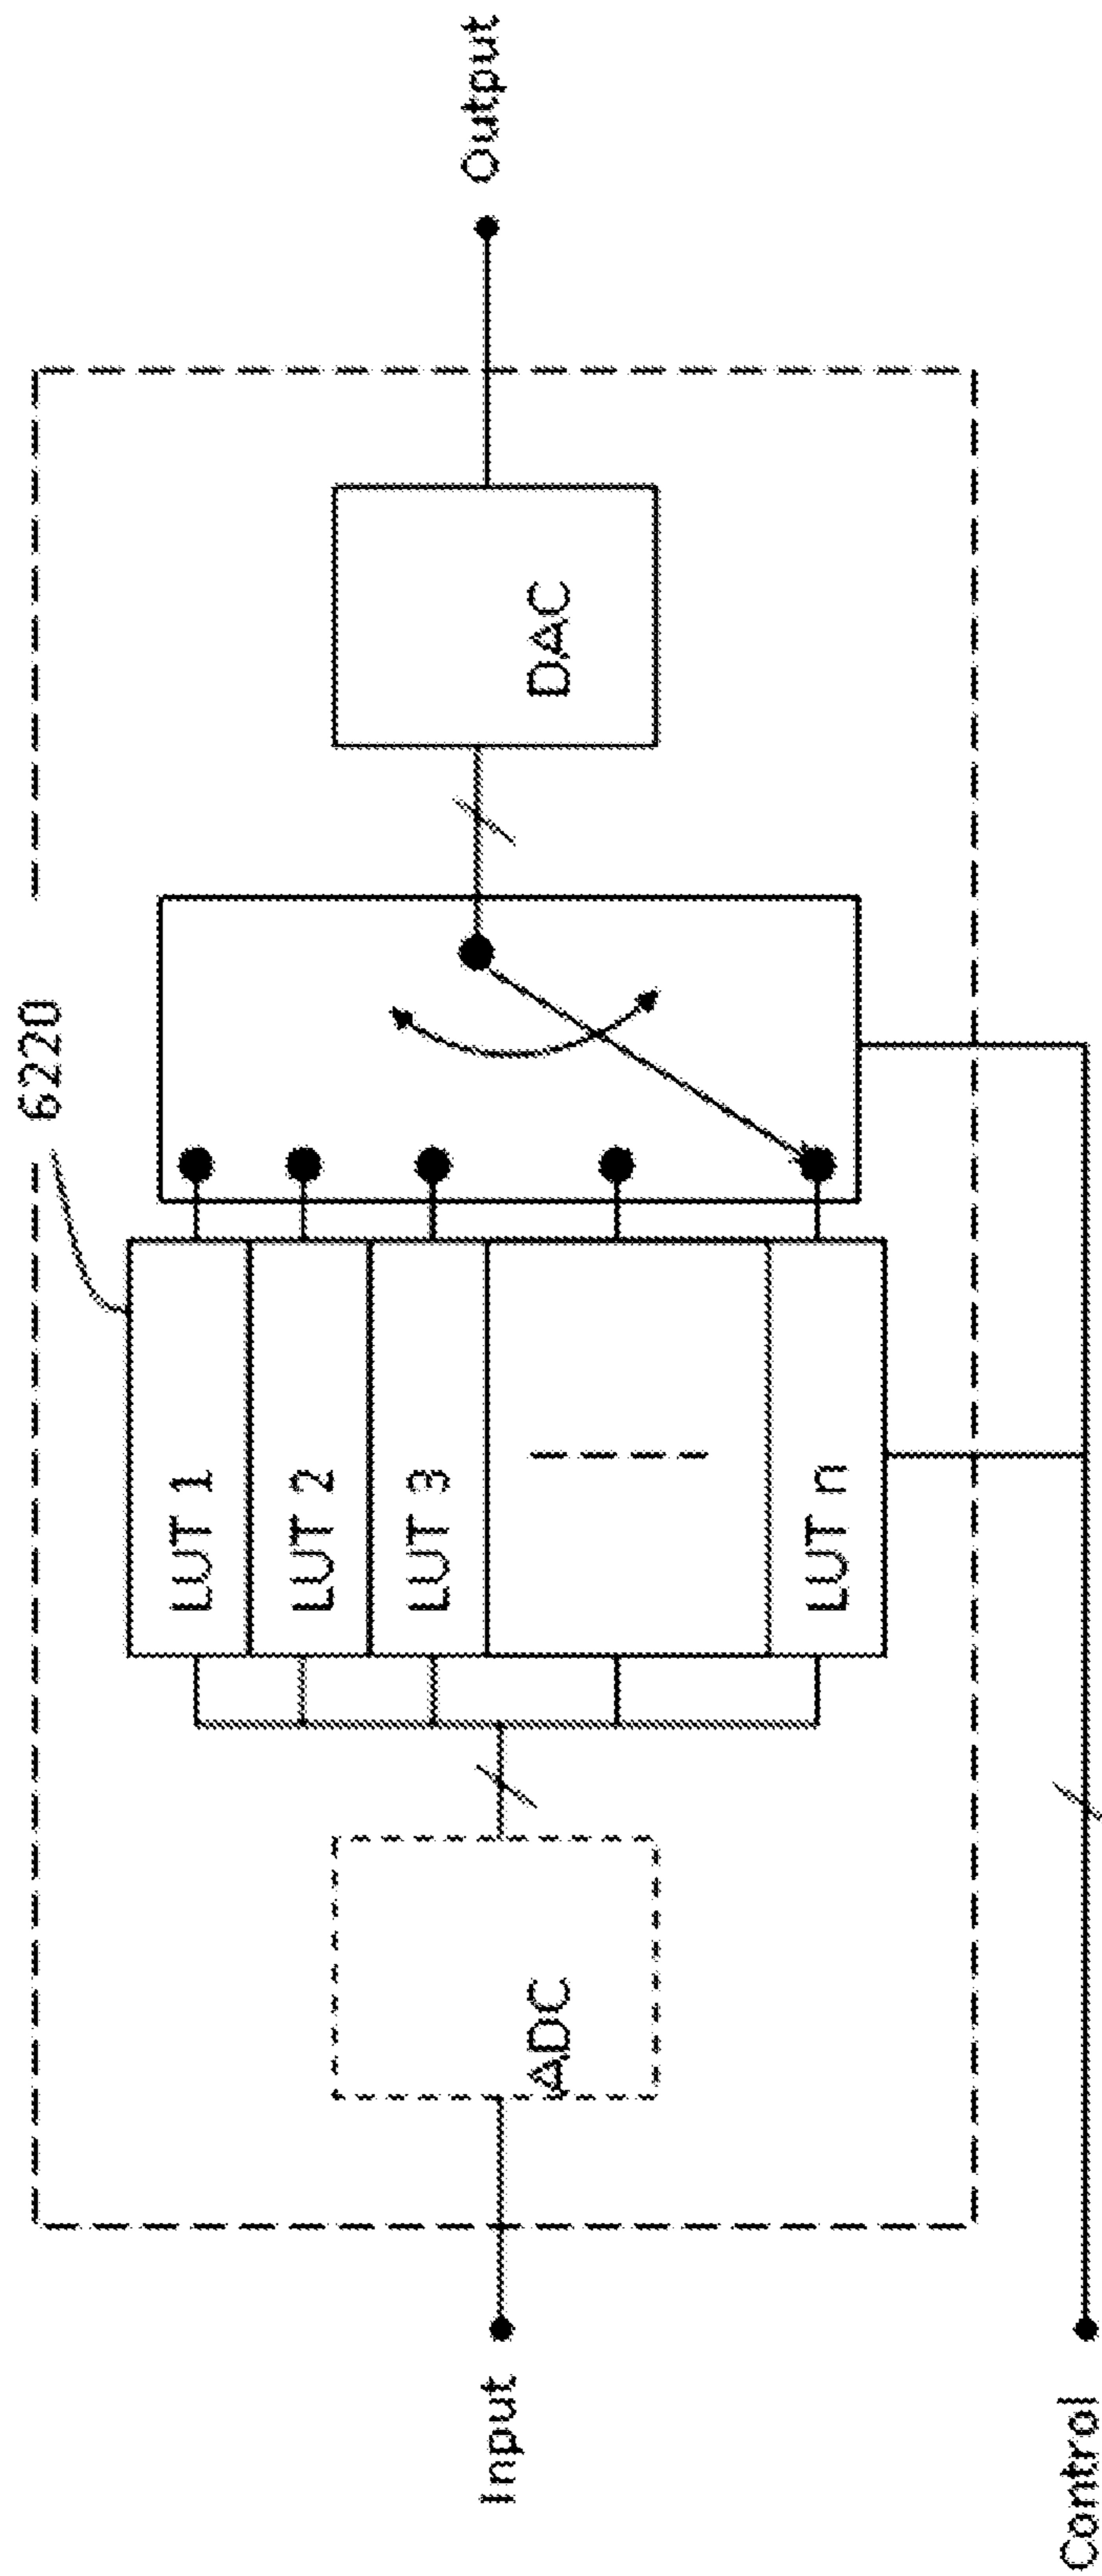 6220
Input
ADC
LUT 1
LUT 2
LUT 3
LUT n
DAC
Output
Control